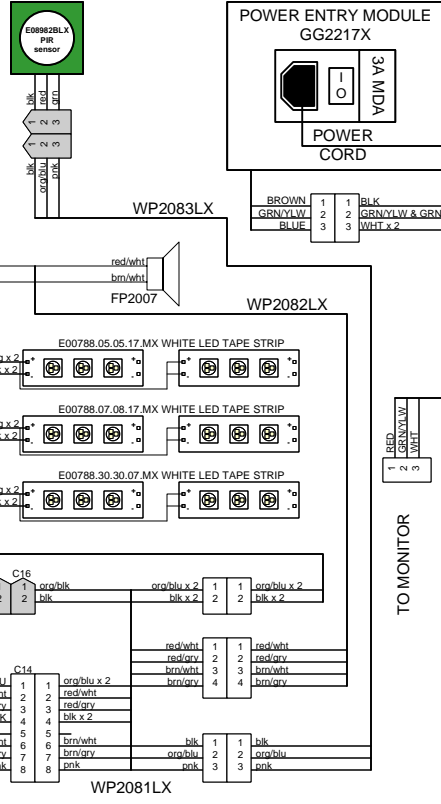 E08982BLX
PIR
sensor
blk
red
grn
1 2 3
1 2 3
blk
org/blu
pnk
POWER ENTRY MODULE
GG2217X
I
O
3A MDA
POWER
CORD
WP2083LX
BROWN 1 1 BLK
GRN/YLW 2 2 GRN/YLW & GRN
BLUE 3 3 WHT x 2
red/wht
brn/wht
FP2007
WP2082LX
E00788.05.05.17.MX WHITE LED TAPE STRIP
x 2
x 2
E00788.07.08.17.MX WHITE LED TAPE STRIP
x 2
x 2
E00788.30.30.07.MX WHITE LED TAPE STRIP
x 2
x 2
RED
GRN/YLW
WHT
1 2 3
TO MONITOR
C16
1 1 org/blk
2 2 blk
org/blu x 2 1 1 org/blu x 2
blk x 2 2 2 blk x 2
red/wht 1 1 red/wht
red/gry 2 2 red/gry
brn/wht 3 3 brn/wht
brn/gry 4 4 brn/gry
C14
1 1 org/blu x 2
2 2 red/wht
3 3 red/gry
4 4 blk x 2
5 5
6 6 brn/wht
7 7 brn/gry
8 8 pnk
blk 1 1 blk
org/blu 2 2 org/blu
pnk 3 3 pnk
WP2081LX